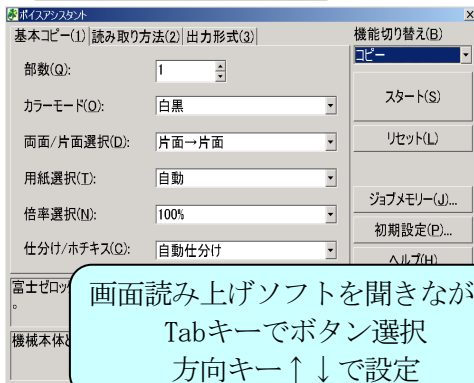 ボイスアシスタント
基本コピー(1) 読み取り方法(2) 出力形式(3)
機能切り替え(B)
コピー
部数(Q): 1
カラーモード(O): 白黒
両面/片面選択(D): 片面→片面
用紙選択(T): 自動
倍率選択(N): 100%
仕分け/ホチキス(C): 自動仕分け
スタート(S)
リセット(L)
ジョブメモリー(J)...
初期設定(P)...
ヘルプ(H)
富士ゼロッ
。
機械本体
画面読み上げソフトを聞きなが
Tabキーでボタン選択
方向キー↑↓で設定